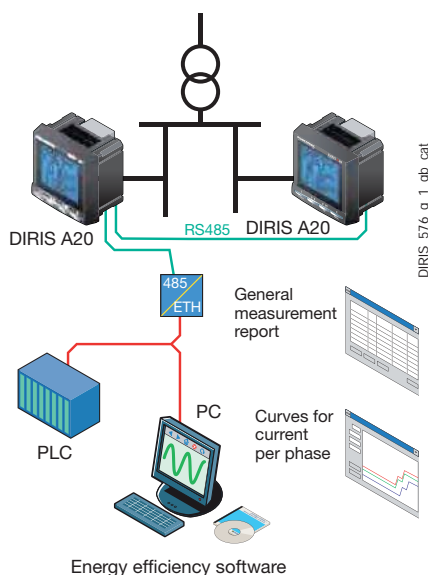 DIRIS A20
RS485
DIRIS A20
DIRIS 576 g 1 gb cat
485
ETH
General
measurement
report
PLC
PC
Curves for
current
per phase
Energy efficiency software